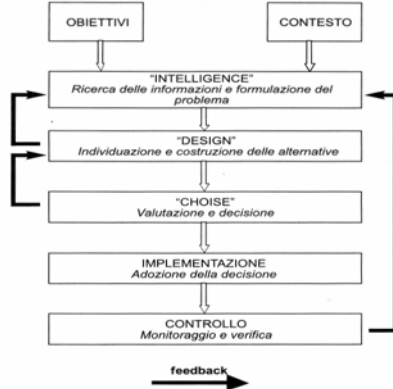 OBIETTIVI
CONTESTO
“INTELLIGENCE”
Ricerca delle informazioni e formulazione del
problema
“DESIGN”
Individuazione e costruzione delle alternative
“CHOISE”
Valutazione e decisione
IMPLEMENTAZIONE
Adozione della decisione
CONTROLLO
Monitoraggio e verifica
feedback